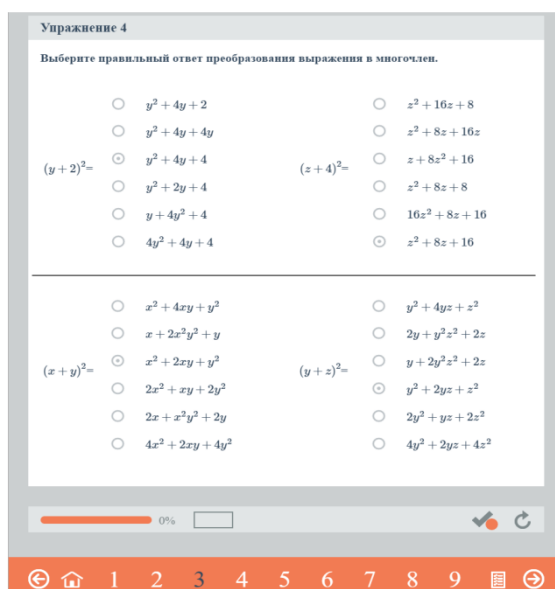 Упражнение 4
Выберите правильный ответ преобразования выражения в многочлен.
(y + 2)²=
y² + 4y + 2
y² + 4y + 4y
y² + 4y + 4
y² + 2y + 4
y + 4y² + 4
4y² + 4y + 4
(z + 4)²=
z² + 16z + 8
z² + 8z + 16z
z + 8z² + 16
z² + 8z + 8
16z² + 8z + 16
z² + 8z + 16
(x + y)²=
x² + 4xy + y²
x + 2x²y² + y
x² + 2xy + y²
2x² + xy + 2y²
2x + x²y² + 2y
4x² + 2xy + 4y²
(y + z)²=
y² + 4yz + z²
2y + y²z² + 2z
y + 2y²z² + 2z
y² + 2yz + z²
2y² + yz + 2z²
4y² + 2yz + 4z²
0%
1 2 3 4 5 6 7 8 9